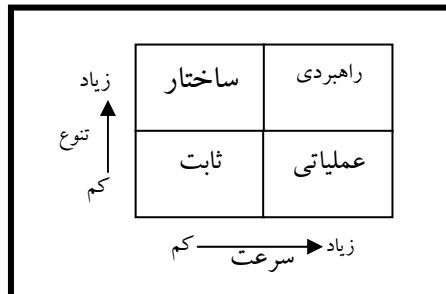 زیاد
تنوع
کم
ساختار
راهبردی
ثابت
عملیاتی
کم
سرعت
زیاد